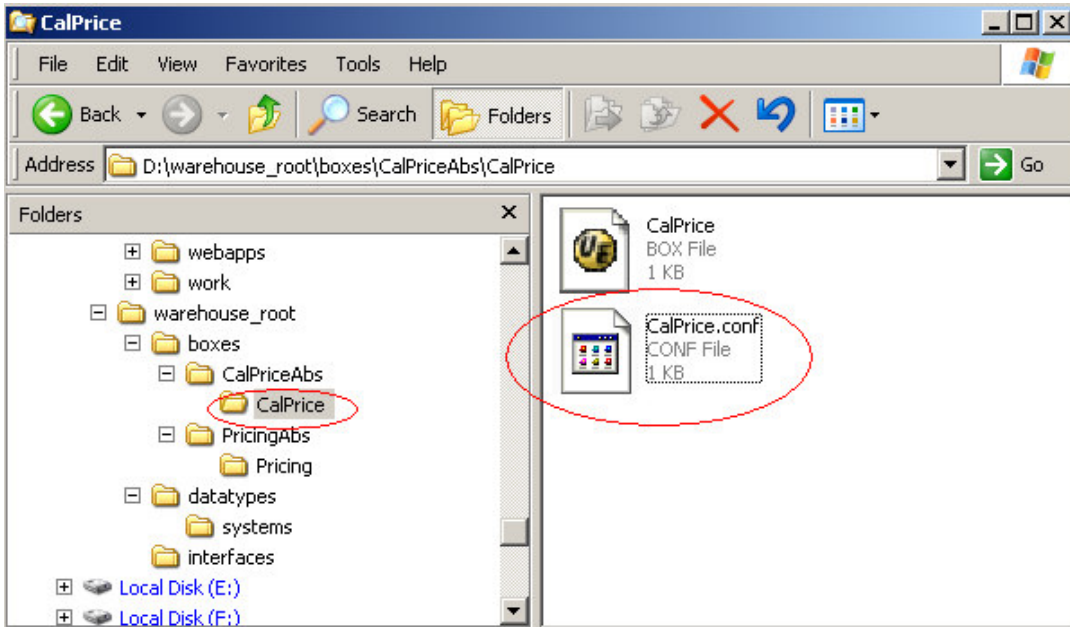 CalPrice
File Edit View Favorites Tools Help
Back Search Folders
Address D:\warehouse_root\boxes\CalPriceAbs\CalPrice Go
Folders
webapps
work
warehouse_root
boxes
CalPriceAbs
CalPrice
PricingAbs
Pricing
datatypes
systems
interfaces
Local Disk (E:)
Local Disk (F:)
UE
CalPrice
BOX File
1 KB
CalPrice.conf
CONF File
1 KB